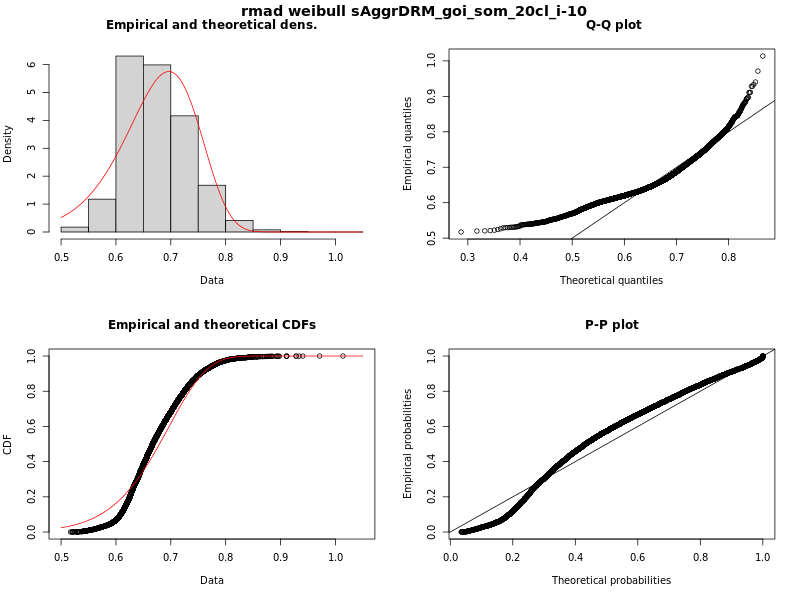 rmad weibull sAggrDRM_goi_som_20cl_i-10
Empirical and theoretical dens.
Density
0 1 2 3 4 5 6
0.5 0.6 0.7 0.8 0.9 1.0
Data
Q-Q plot
Empirical quantiles
0.5 0.6 0.7 0.8 0.9 1.0
0.3 0.4 0.5 0.6 0.7 0.8
Theoretical quantiles
Empirical and theoretical CDFs
CDF
0.0 0.2 0.4 0.6 0.8 1.0
0.5 0.6 0.7 0.8 0.9 1.0
Data
P-P plot
Empirical probabilities
0.0 0.2 0.4 0.6 0.8 1.0
0.0 0.2 0.4 0.6 0.8 1.0
Theoretical probabilities